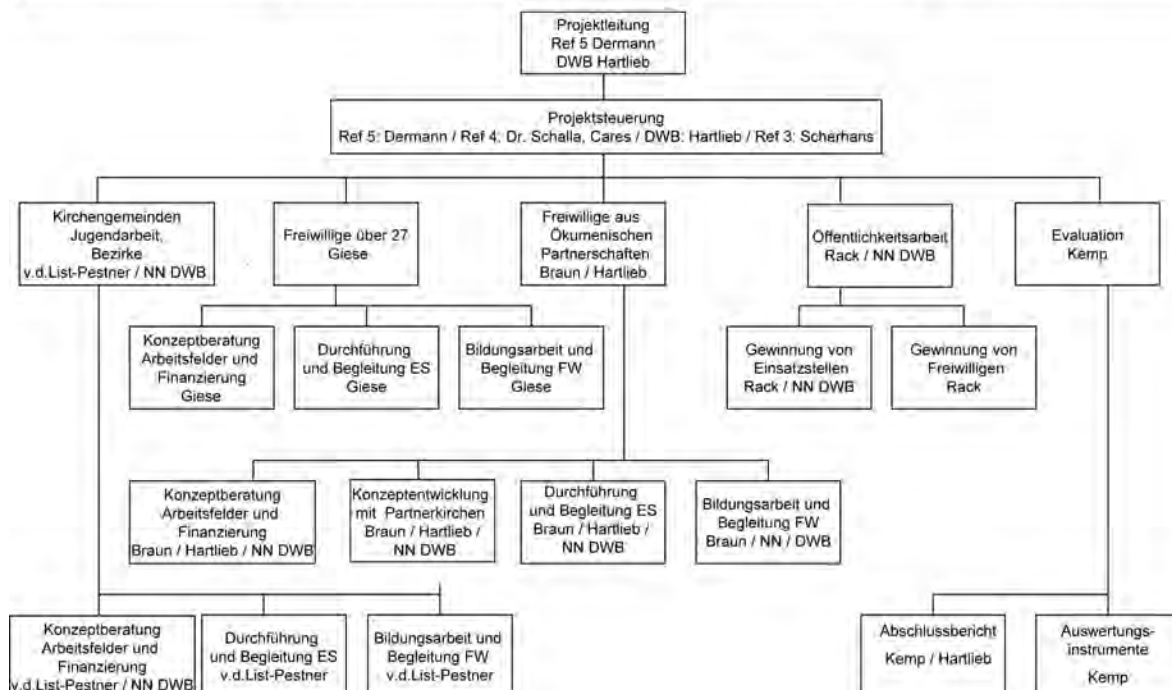 Projektleitung
Ref 5 Dermann
DWB Hartlieb
Projektsteuerung
Ref 5: Dermann / Ref 4: Dr. Schalla, Cares / DWB: Hartlieb / Ref 3: Scherhans
Kirchengemeinden
Jugendarbeit,
Bezirke
v.d.List-Pestner / NN DWB
Freiwillige über 27
Giese
Freiwillige aus
Ökumenischen
Partnerschaften
Braun / Hartlieb
Öffentlichkeitsarbeit
Rack / NN DWB
Evaluation
Kemp
Konzeptberatung
Arbeitsfelder und
Finanzierung
Giese
Durchführung
und Begleitung ES
Giese
Bildungsarbeit und
Begleitung FW
Giese
Gewinnung von
Einsatzstellen
Rack / NN DWB
Gewinnung von
Freiwilligen
Rack
Konzeptberatung
Arbeitsfelder und
Finanzierung
Braun / Hartlieb / NN DWB
Konzeptentwicklung
mit Partnerkirchen
Braun / Hartlieb /
NN DWB
Durchführung
und Begleitung ES
Braun / Hartlieb /
NN DWB
Bildungsarbeit und
Begleitung FW
Braun / NN / DWB
Konzeptberatung
Arbeitsfelder und
Finanzierung
v.d.List-Pestner / NN DWB
Durchführung
und Begleitung ES
v.d.List-Pestner
Bildungsarbeit und
Begleitung FW
v.d.List-Pestner
Abschlussbericht
Kemp / Hartlieb
Auswertungs-
instrumente
Kemp